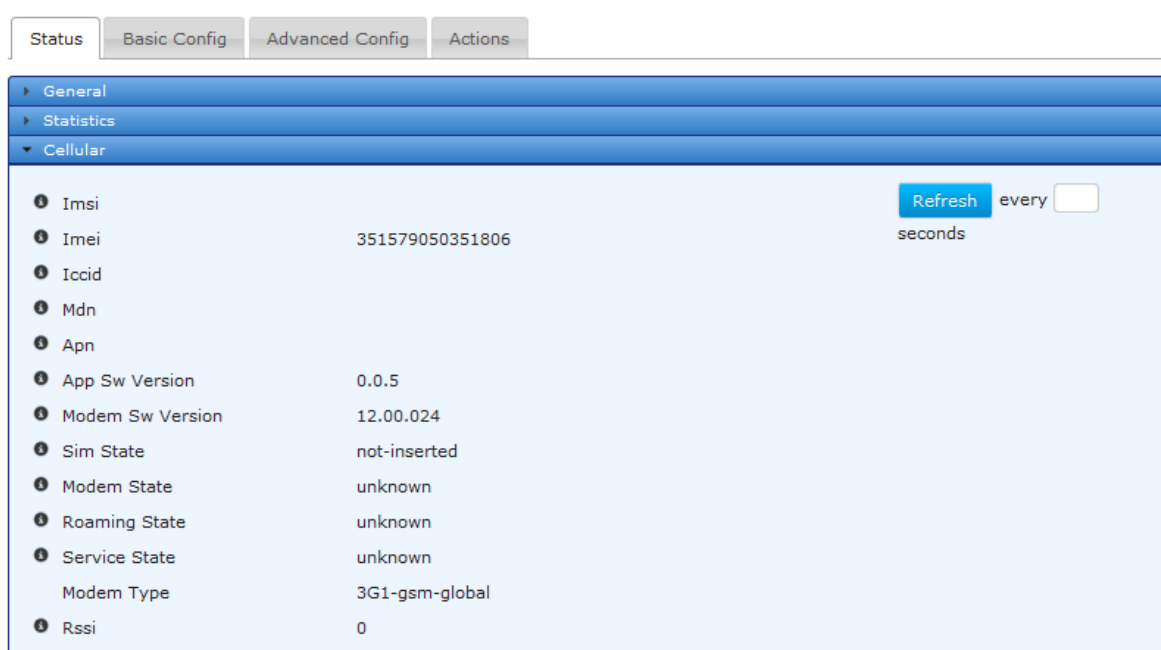 Status Basic Config Advanced Config Actions
General
Statistics
Cellular
Imsi
Refresh every
seconds
Imei 351579050351806
Iccid
Mdn
Apn
App Sw Version 0.0.5
Modem Sw Version 12.00.024
Sim State not-inserted
Modem State unknown
Roaming State unknown
Service State unknown
Modem Type 3G1-gsm-global
Rssi 0